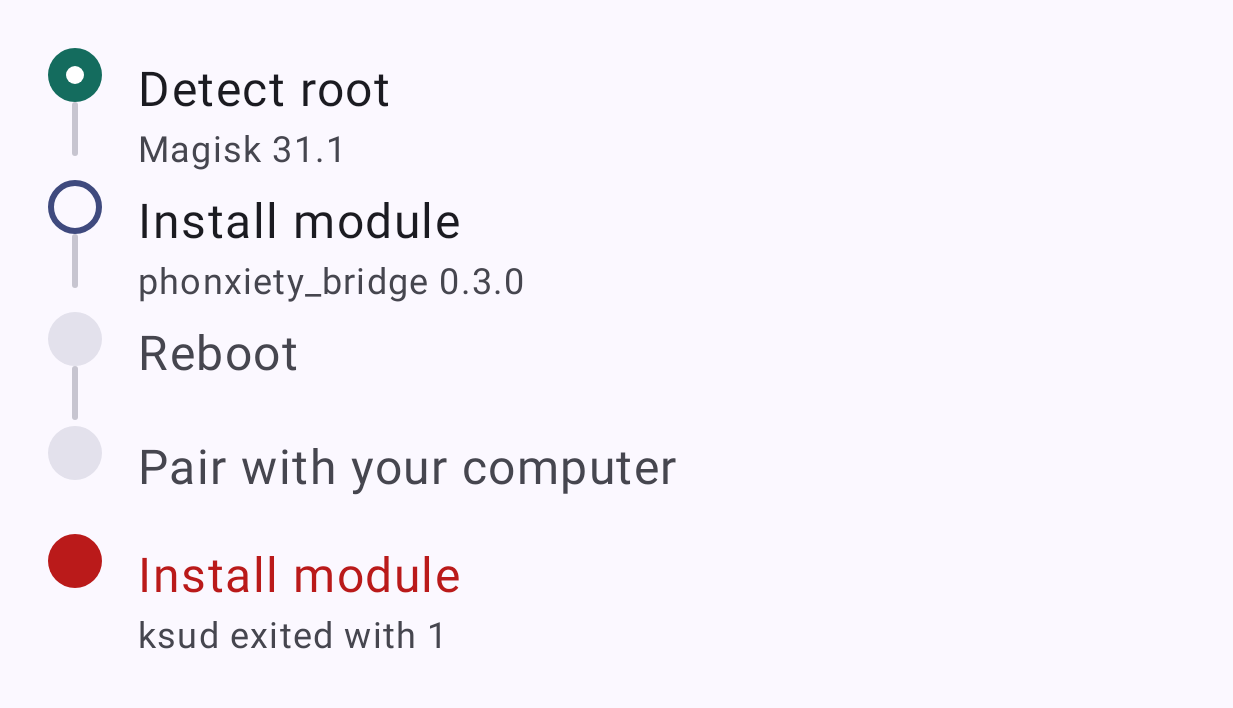 Detect root
Magisk 31.1
Install module
phonxiety_bridge 0.3.0
Reboot
Pair with your computer
Install module
ksud exited with 1